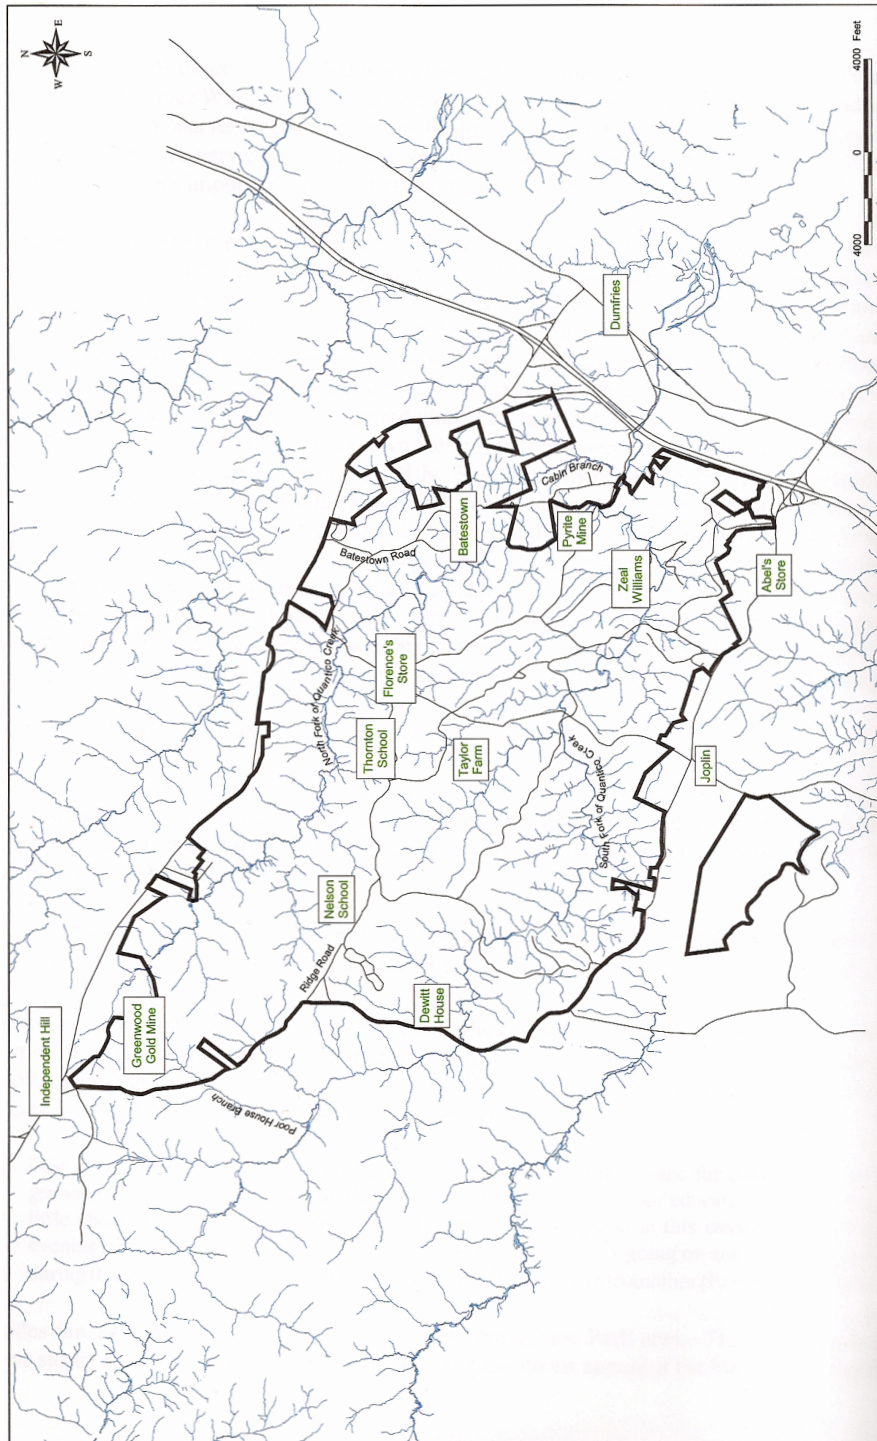 N
W
E
S
Independent Hill
Greenwood
Gold Mine
Poor House Branch
Ridge Road
Nelson
School
Dewitt
House
North Fork of Quantico Creek
Thornton
School
Florence's
Store
Taylor
Farm
South Fork of Quantico Creek
Joplin
Batestown Road
Batestown
Cabin Branch
Pyrite
Mine
Zeal
Williams
Abel's
Store
Dumfries
4000
0
4000 Feet